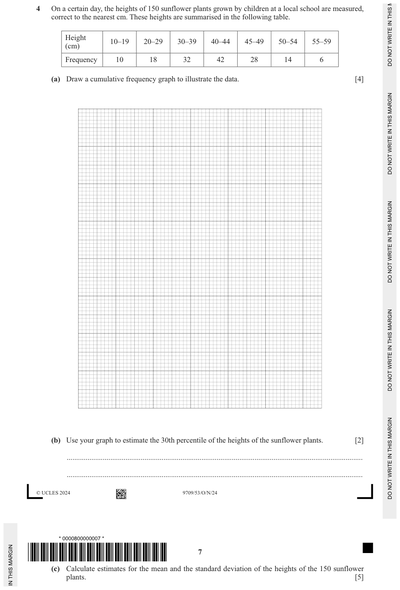 4 On a certain day, the heights of 150 sunflower plants grown by children at a local school are measured,
correct to the nearest cm. These heights are summarised in the following table.
Height (cm) 10–19 20–29 30–39 40–44 45–49 50–54 55–59
Frequency 10 18 32 42 28 14 6
(a) Draw a cumulative frequency graph to illustrate the data. [4]
(b) Use your graph to estimate the 30th percentile of the heights of the sunflower plants. [2]
© UCLES 2024 9709/53/O/N/24
DO NOT WRITE IN THIS MARGIN
DO NOT WRITE IN THIS MARGIN
DO NOT WRITE IN THIS MARGIN
DO NOT WRITE IN THIS MARGIN
DO NOT WRITE IN THIS MARGIN
* 0000800000007 *
7
(c) Calculate estimates for the mean and the standard deviation of the heights of the 150 sunflower
plants. [5]
IN THIS MARGIN